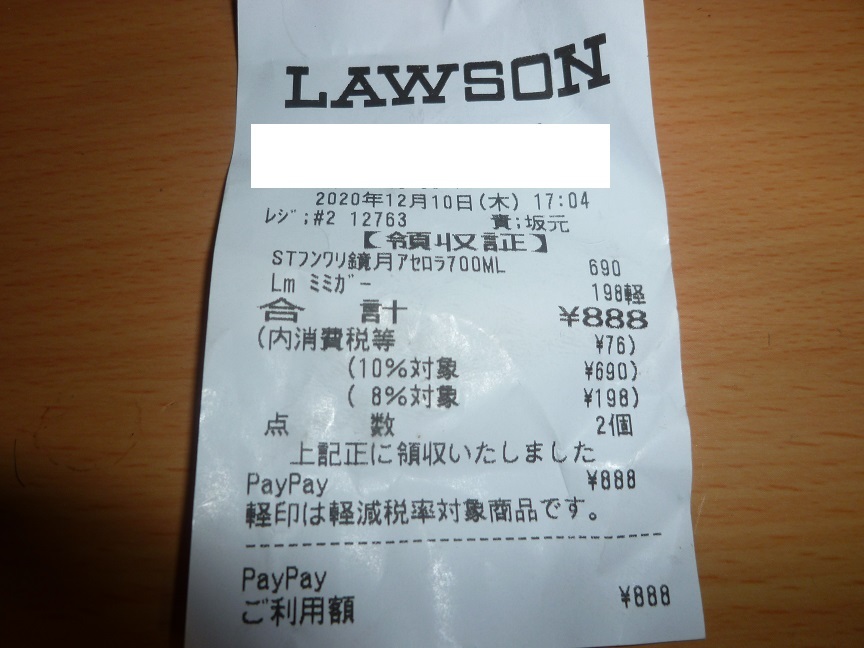 LAWSON
2020年12月10日(木) 17:04
レジ;#2 12763 責;坂元
【領収証】
STフンワリ鏡月アセロラ700ML 690
Lm ミミガー 198軽
合 計 ¥888
(内消費税等 ¥76)
(10%対象 ¥690)
( 8%対象 ¥198)
点 数 2個
上記正に領収いたしました
PayPay ¥888
軽印は軽減税率対象商品です。
PayPay
ご利用額 ¥888